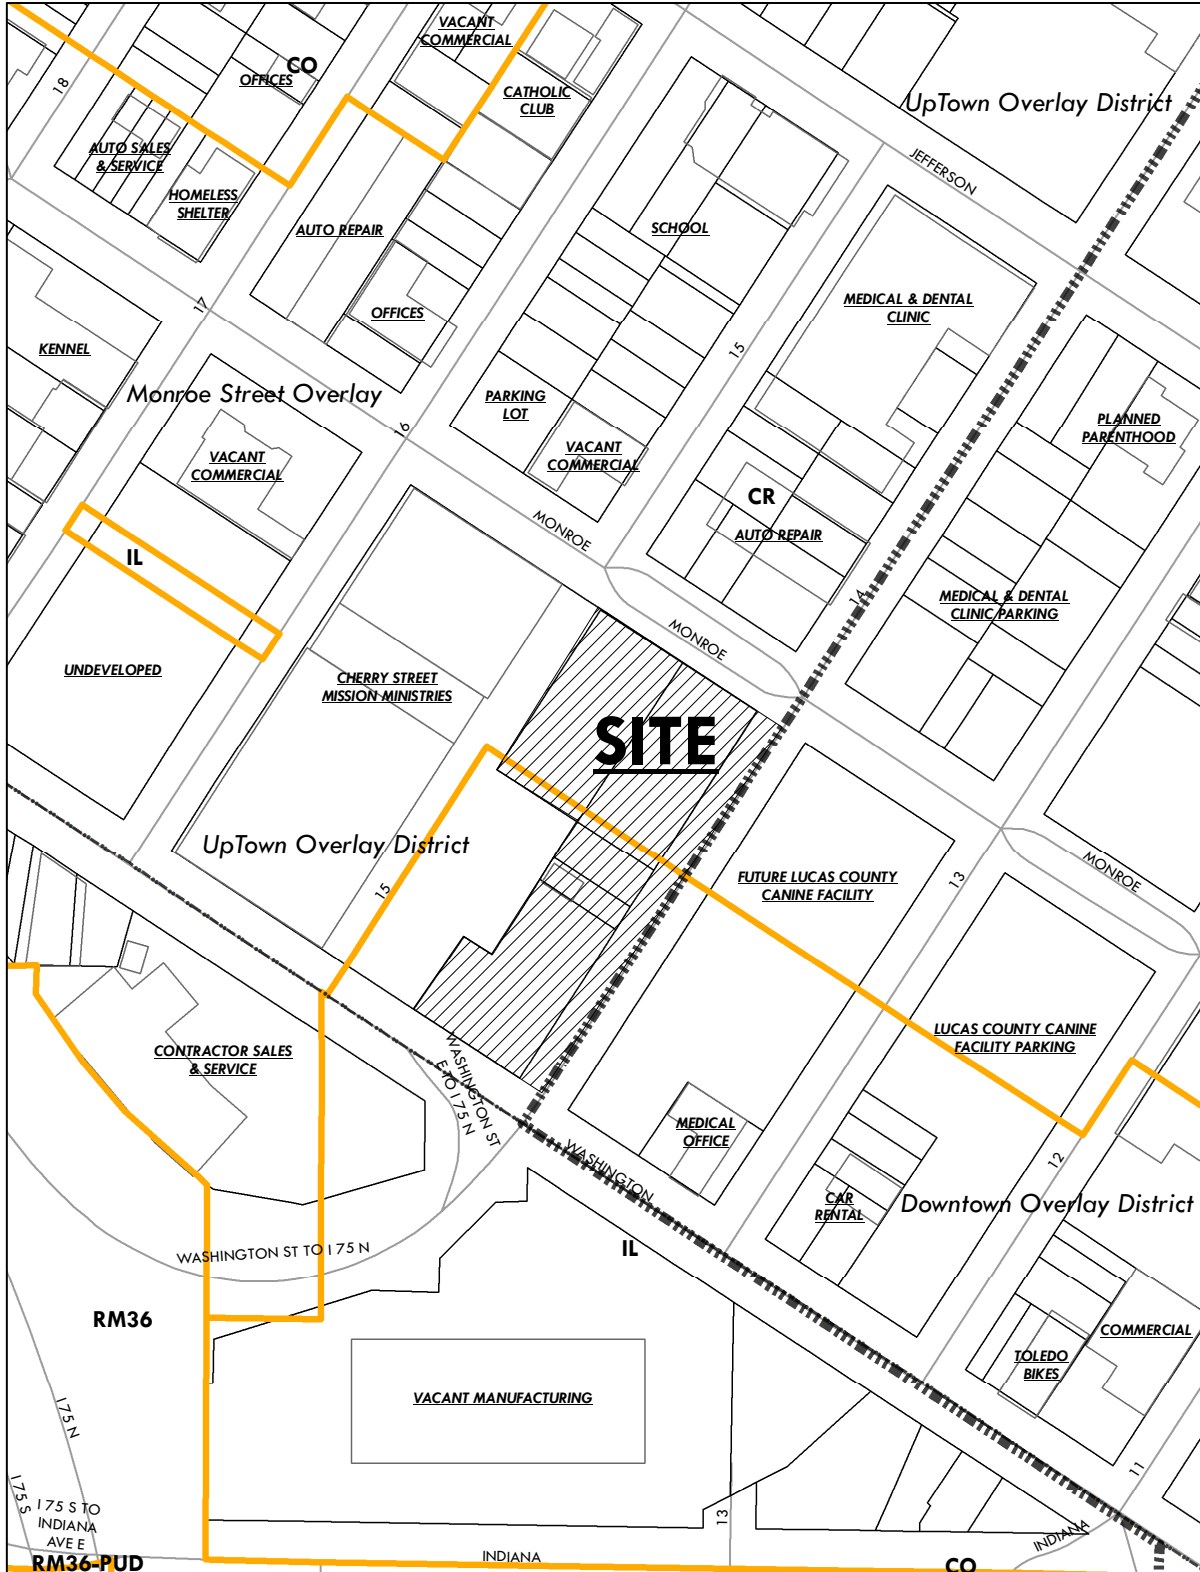 VACANT
COMMERCIAL
CO
OFFICES
18
CATHOLIC
CLUB
UpTown Overlay District
AUTO SALES
& SERVICE
JEFFERSON
HOMELESS
SHELTER
AUTO REPAIR
SCHOOL
17
OFFICES
MEDICAL & DENTAL
CLINIC
KENNEL
15
Monroe Street Overlay
PARKING
LOT
16
PLANNED
PARENTHOOD
VACANT
COMMERCIAL
VACANT
COMMERCIAL
CR
MONROE
AUTO REPAIR
IL
14
MEDICAL & DENTAL
CLINIC PARKING
MONROE
UNDEVELOPED
CHERRY STREET
MISSION MINISTRIES
SITE
UpTown Overlay District
MONROE
15
FUTURE LUCAS COUNTY
CANINE FACILITY
13
LUCAS COUNTY CANINE
FACILITY PARKING
CONTRACTOR SALES
& SERVICE
WASHINGTON ST
E TO I 75 N
MEDICAL
OFFICE
WASHINGTON
12
CAR
RENTAL
Downtown Overlay District
WASHINGTON ST TO I 75 N
IL
RM36
COMMERCIAL
TOLEDO
BIKES
VACANT MANUFACTURING
I 75 N
11
I 75 S
I 75 S TO
INDIANA
AVE E
13
INDIANA
INDIANA
RM36-PUD
CO